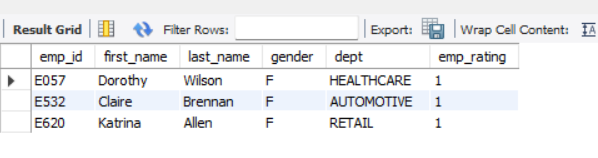 Result Grid Filter Rows: Export: Wrap Cell Content: IA
emp_id first_name last_name gender dept emp_rating
E057 Dorothy Wilson F HEALTHCARE 1
E532 Claire Brennan F AUTOMOTIVE 1
E620 Katrina Allen F RETAIL 1